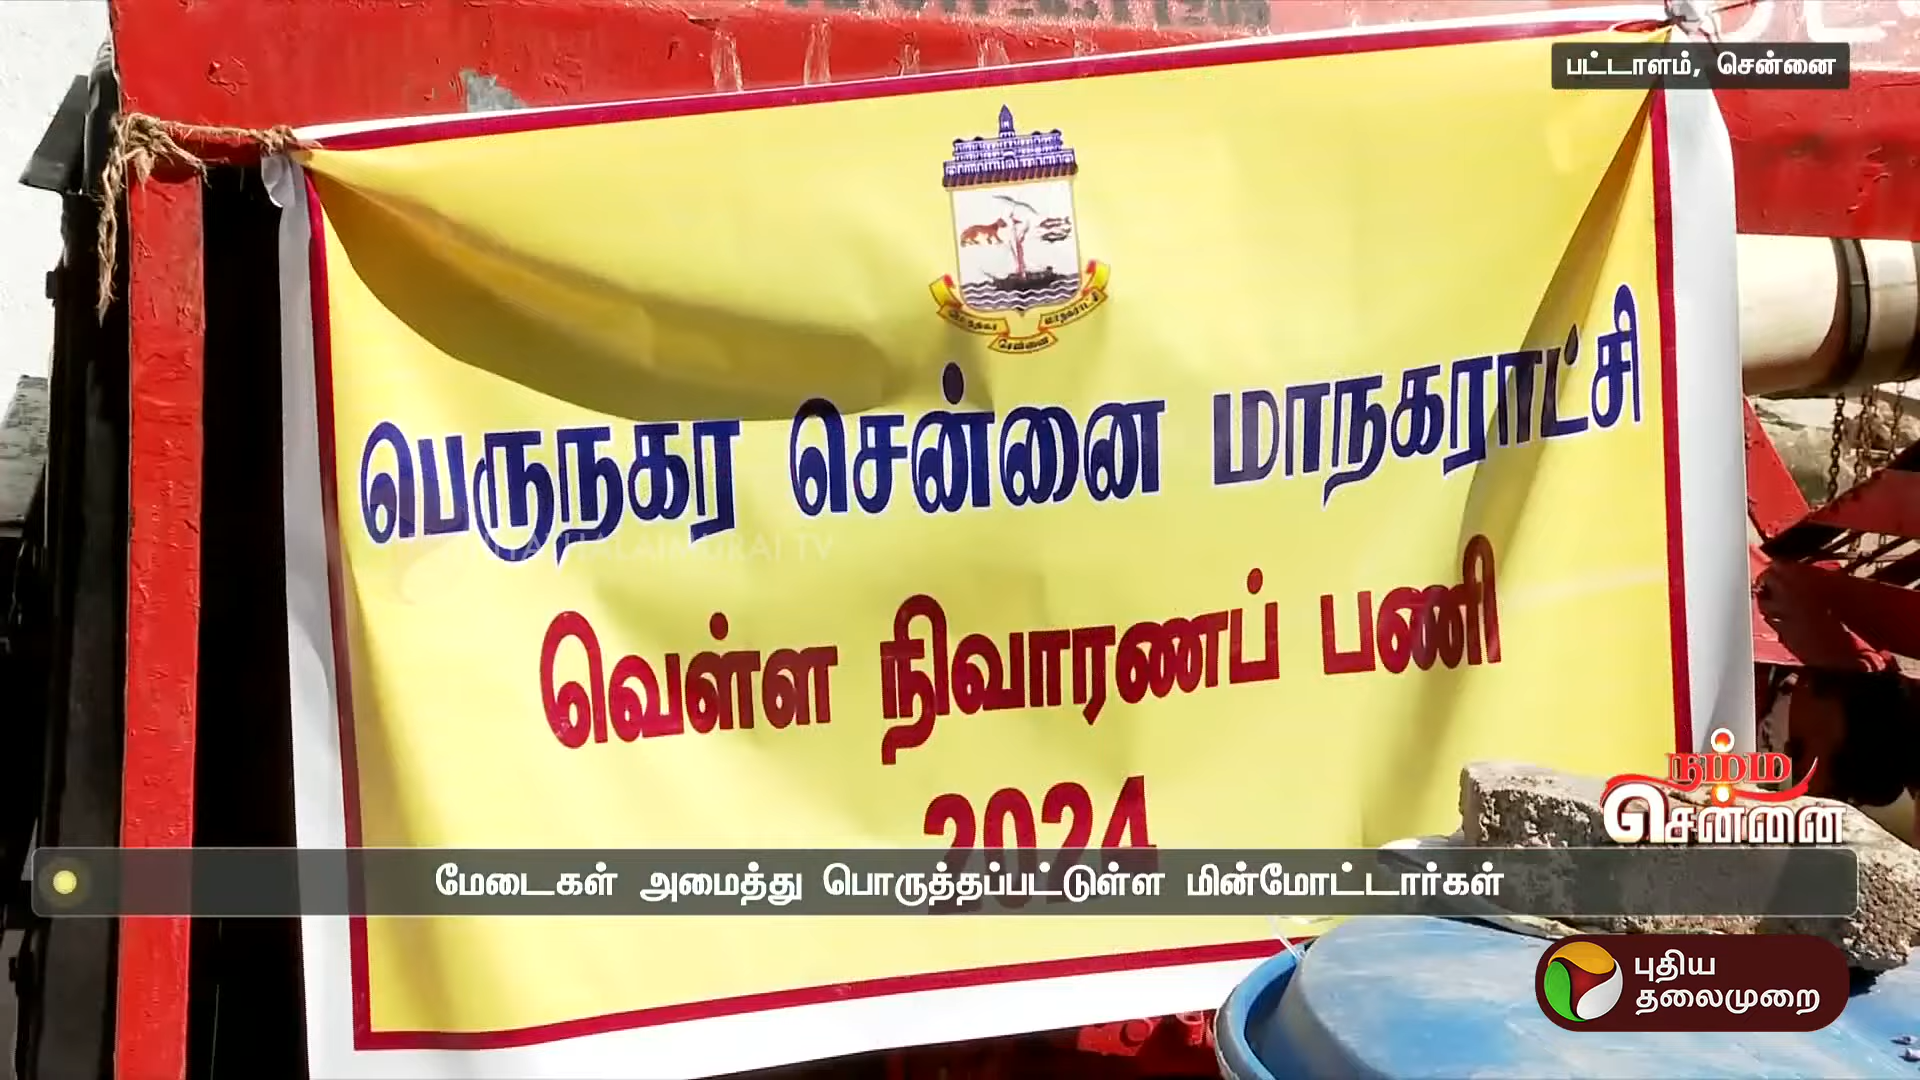 பட்டாளம், சென்னை
பெருநகர சென்னை மாநகராட்சி
வெள்ள நிவாரணப் பணி
2024
நம்ம
சென்னை
மேடைகள் அமைத்து பொருத்தப்பட்டுள்ள மின்மோட்டார்கள்
புதிய
தலைமுறை